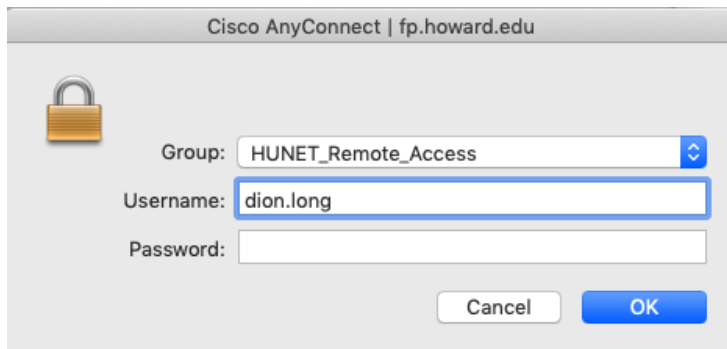 Cisco AnyConnect | fp.howard.edu
Group: HUNET_Remote_Access
Username: dion.long
Password:
Cancel OK